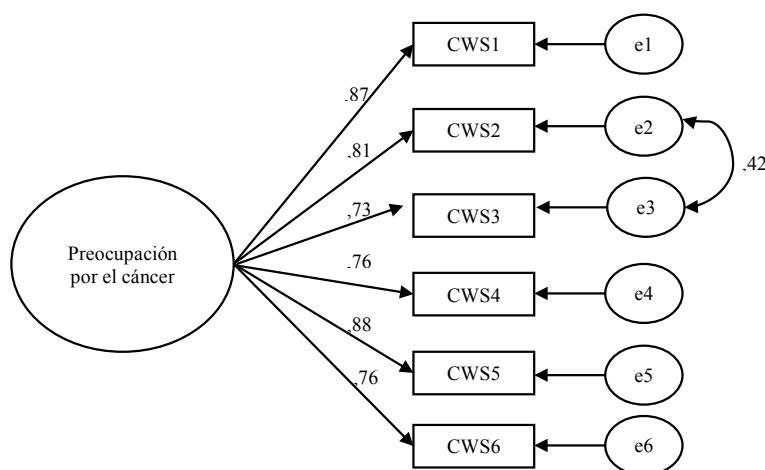 CWS1
e1
,87
CWS2
e2
,81
,42
CWS3
e3
,73
Preocupación
por el cáncer
,76
CWS4
e4
,88
CWS5
e5
,76
CWS6
e6